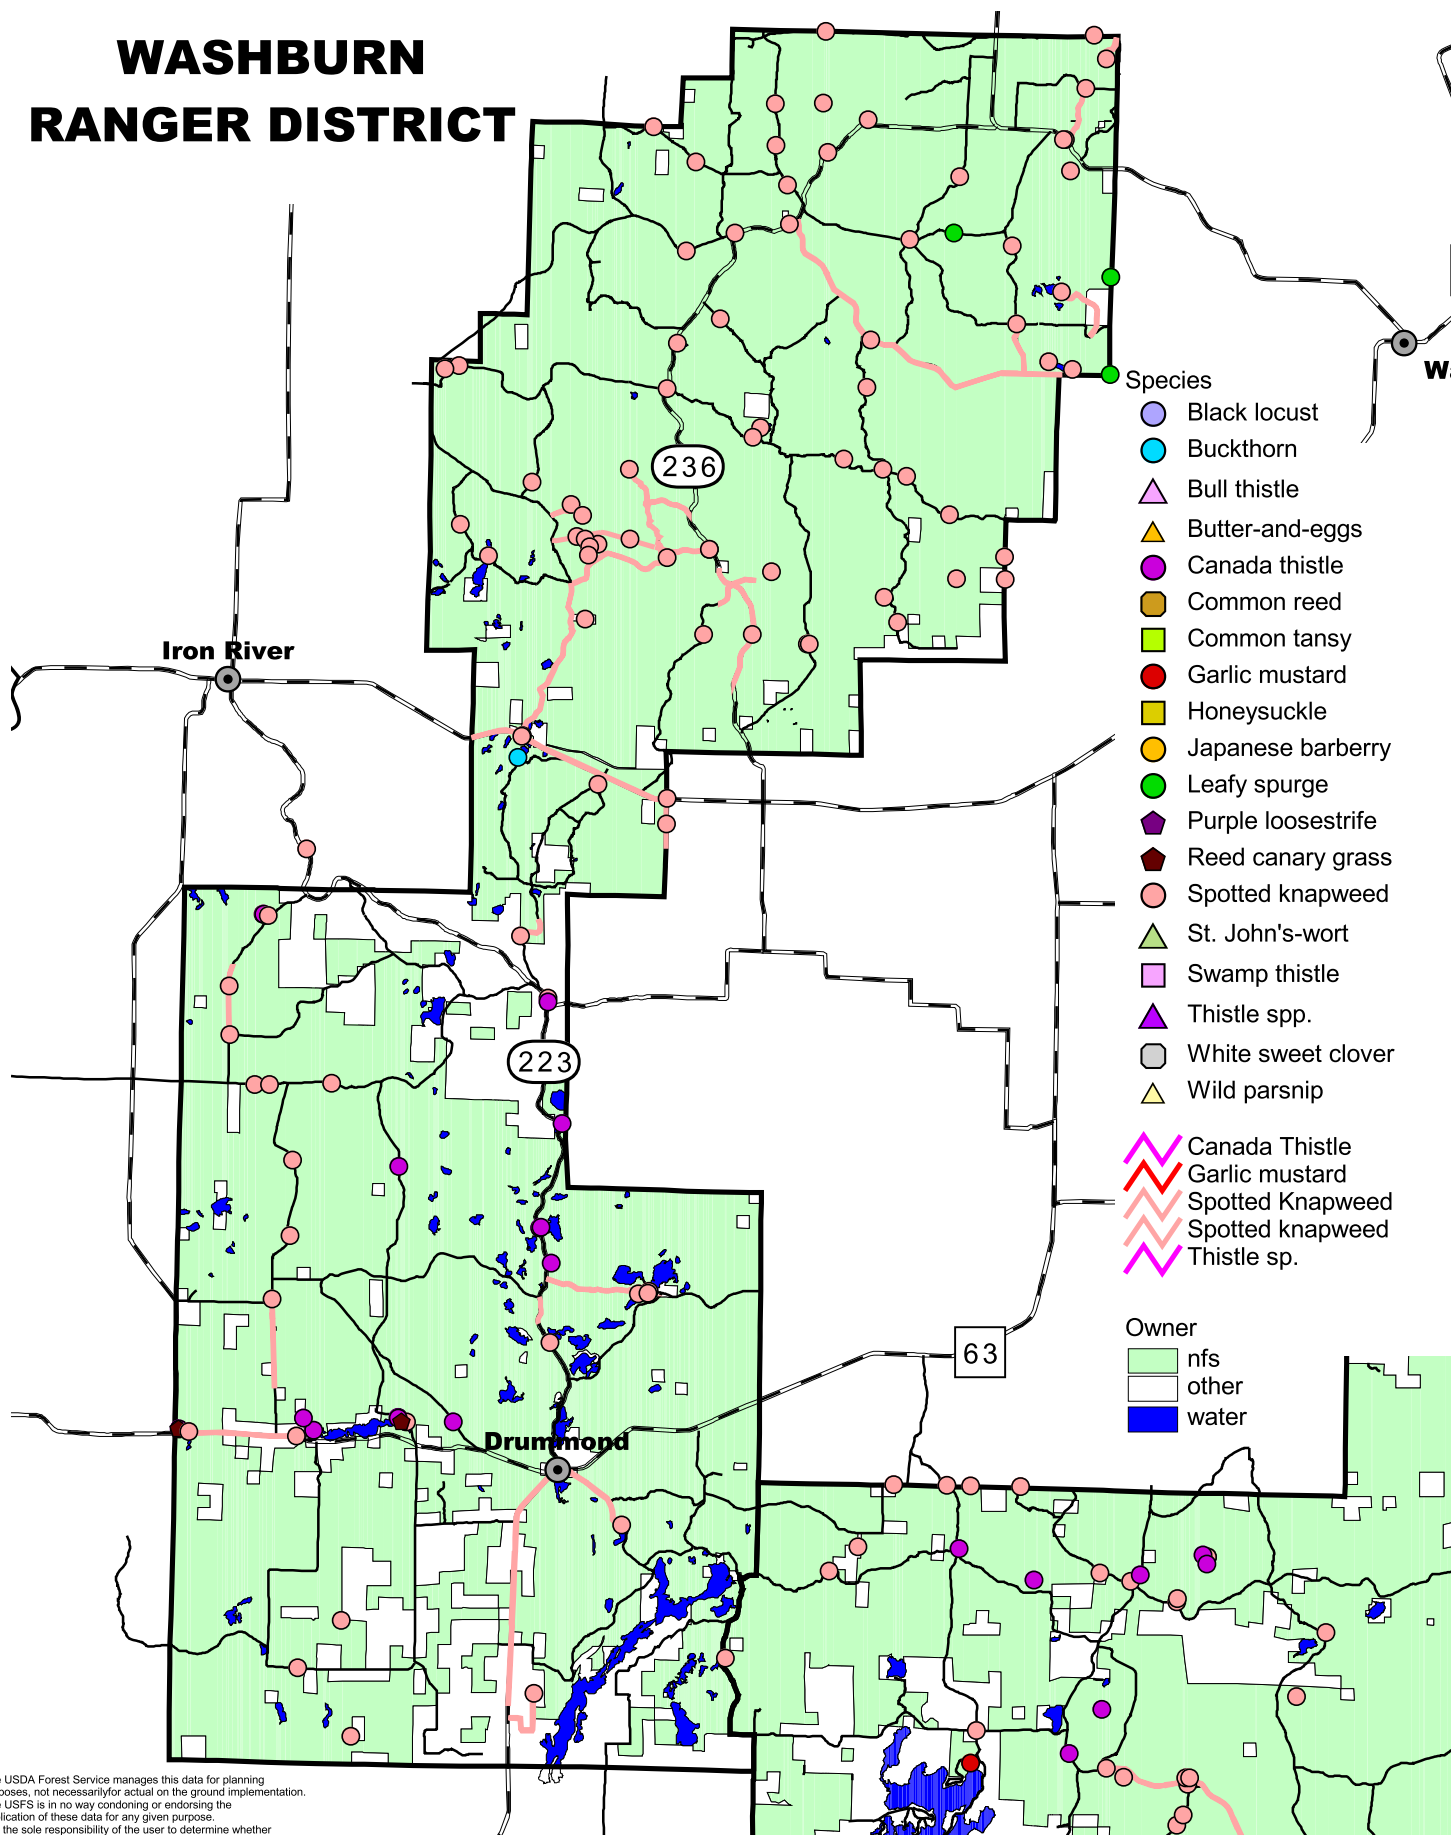 WASHBURN
RANGER DISTRICT
236
Species
Black locust
Buckthorn
Bull thistle
Butter-and-eggs
Canada thistle
Common reed
Common tansy
Garlic mustard
Honeysuckle
Japanese barberry
Leafy spurge
Purple loosestrife
Reed canary grass
Spotted knapweed
St. John's-wort
Swamp thistle
Thistle spp.
White sweet clover
Wild parsnip
Canada Thistle
Garlic mustard
Spotted Knapweed
Spotted knapweed
Thistle sp.
Iron River
223
Owner
nfs
other
water
63
Drummond
USDA Forest Service manages this data for planning
oses, not necessarilyfor actual on the ground implementation.
USFS is in no way condoning or endorsing the
lication of these data for any given purpose.
the sole responsibility of the user to determine whether